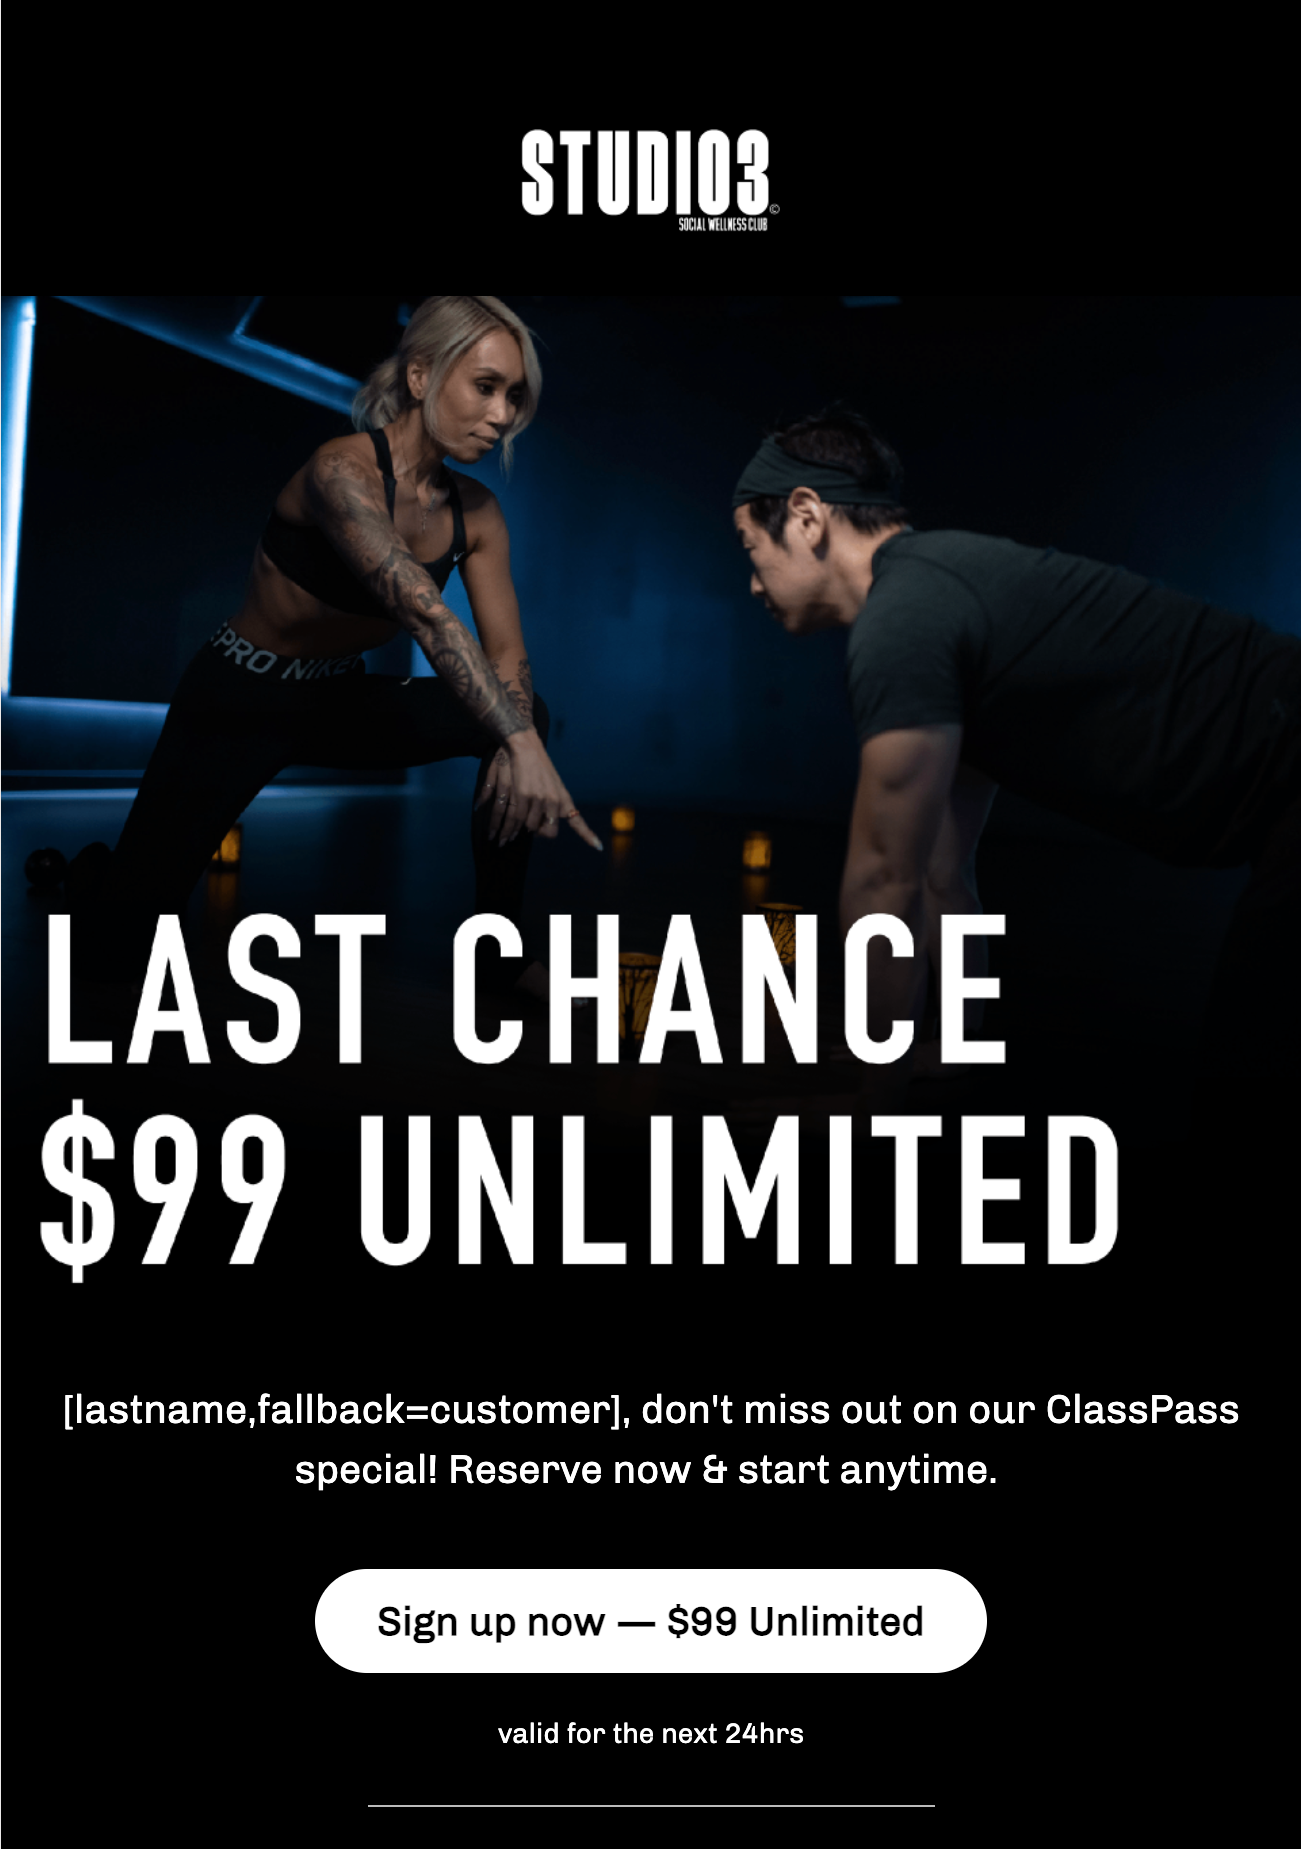 STUDIO3
©
SOCIAL WELLNESS CLUB
PRO NIKE
LAST CHANCE
$99 UNLIMITED
[lastname,fallback=customer], don't miss out on our ClassPass
special! Reserve now & start anytime.
Sign up now — $99 Unlimited
valid for the next 24hrs